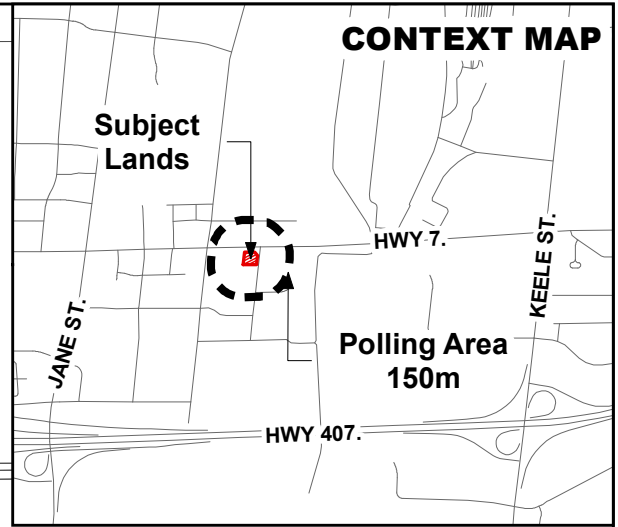 CONTEXT MAP
Subject
Lands
HWY 7.
KEELE ST.
JANE ST.
Polling Area
150m
HWY 407.